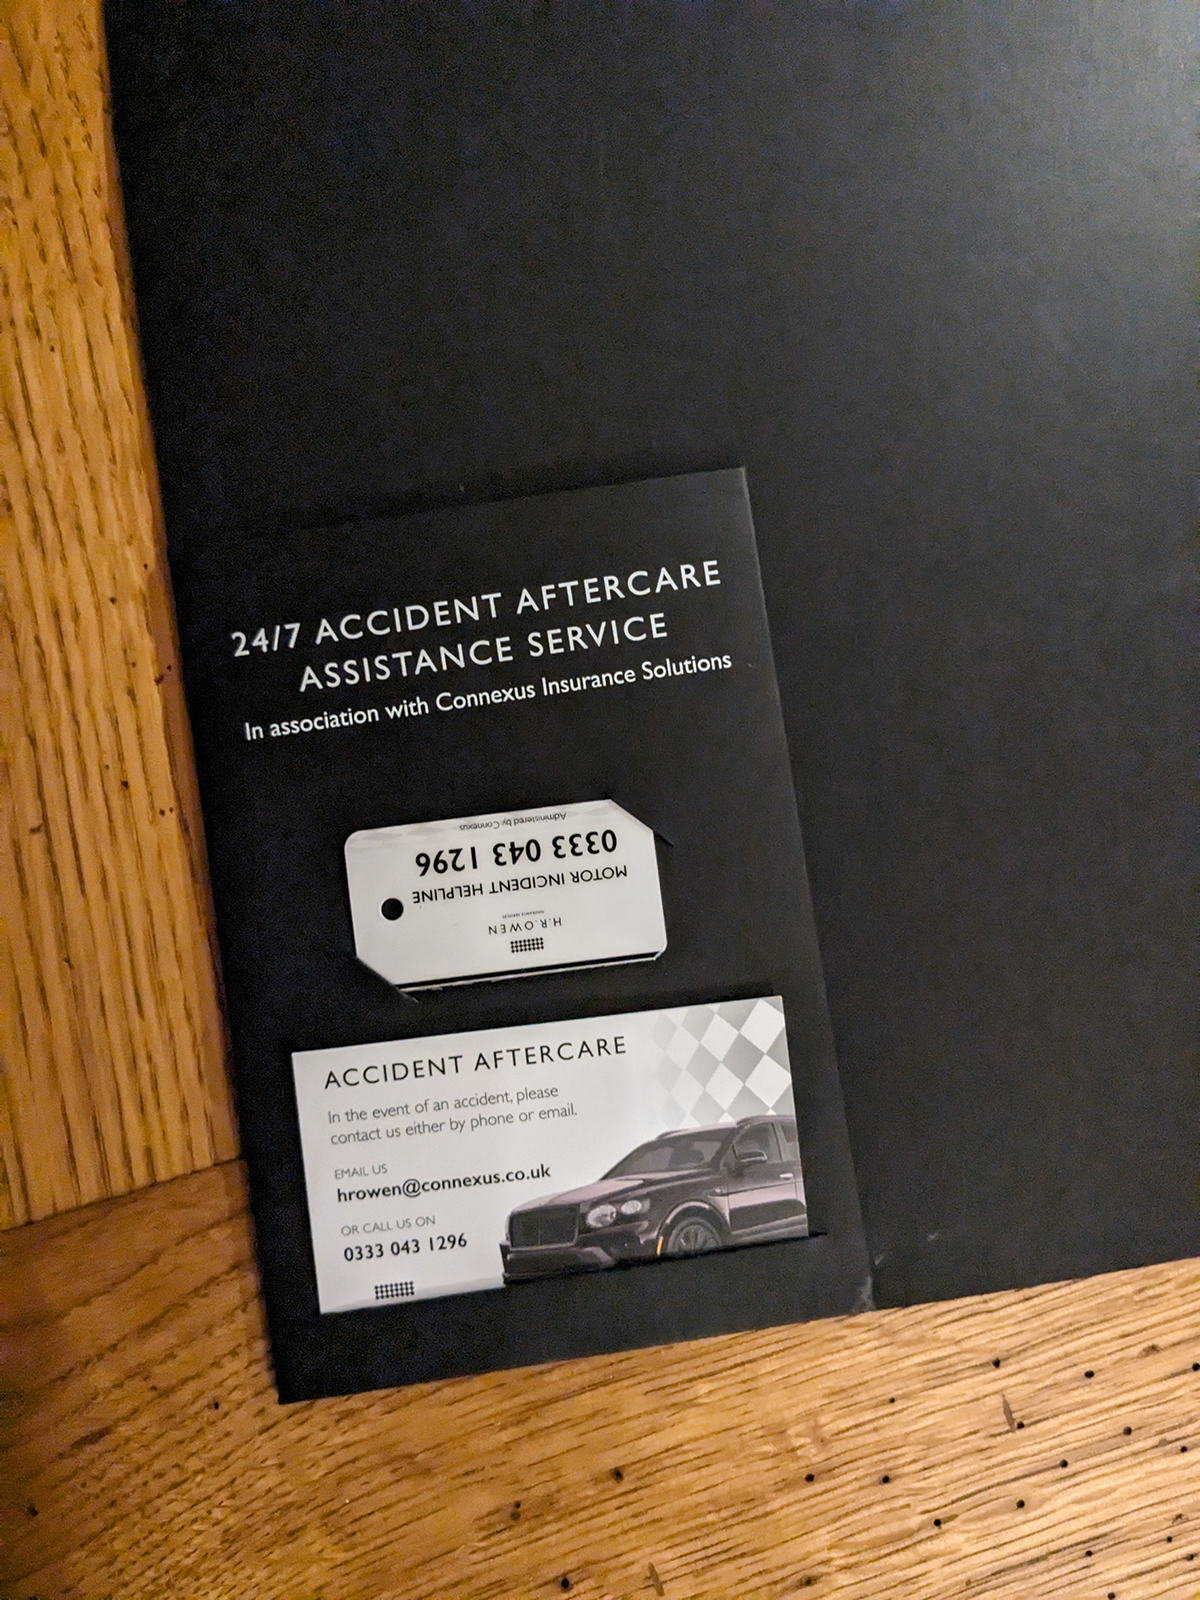 24/7 ACCIDENT AFTERCARE
ASSISTANCE SERVICE
In association with Connexus Insurance Solutions
H.R.OWEN
MOTOR INCIDENT HELPLINE
0333 043 1296
Administered by Connexus
ACCIDENT AFTERCARE
In the event of an accident, please
contact us either by phone or email.
EMAIL US
hrowen@connexus.co.uk
OR CALL US ON
0333 043 1296